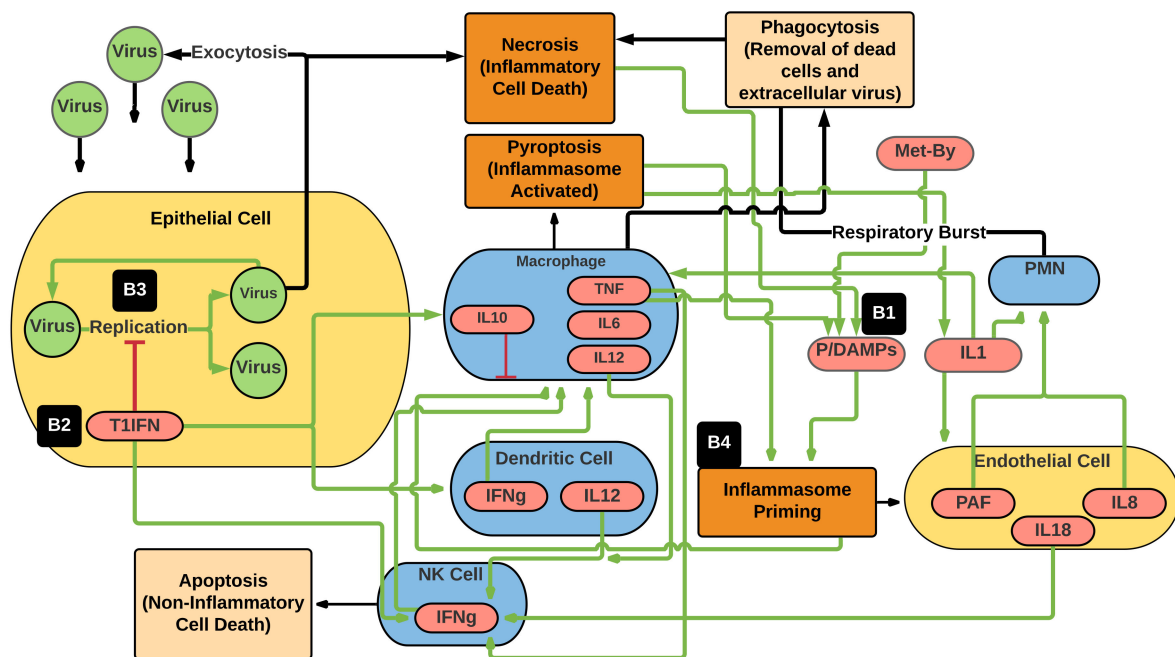 Virus
Exocytosis
Virus
Virus
Necrosis
(Inflammatory
Cell Death)
Phagocytosis
(Removal of dead
cells and
extracellular virus)
Pyroptosis
(Inflammasome
Activated)
Met-By
Epithelial Cell
Respiratory Burst
Macrophage
PMN
B3
Virus
Virus
Replication
Virus
TNF
IL10
IL6
IL12
B1
P/DAMPs
IL1
B2
T1IFN
B4
Dendritic Cell
IFNg
IL12
Inflammasome
Priming
Endothelial Cell
PAF
IL8
IL18
Apoptosis
(Non-Inflammatory
Cell Death)
NK Cell
IFNg